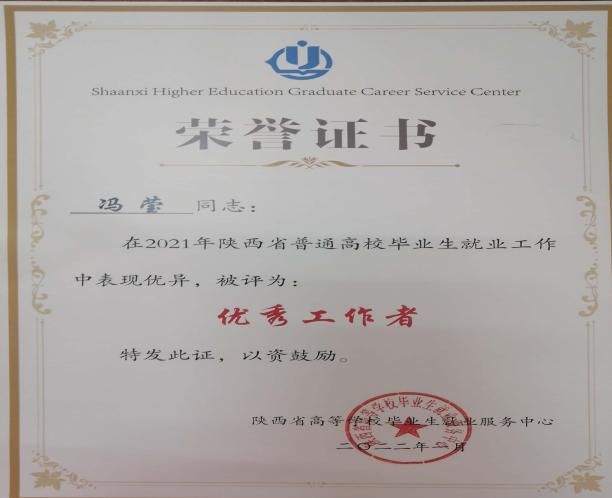 Shaanxi Higher Education Graduate Career Service Center
荣誉证书
冯莹 同志：
在2021年陕西省普通高校毕业生就业工作
中表现优异，被评为：
优秀工作者
特发此证，以资鼓励。
陕西省高等学校毕业生就业服务中心
二〇二二年一月